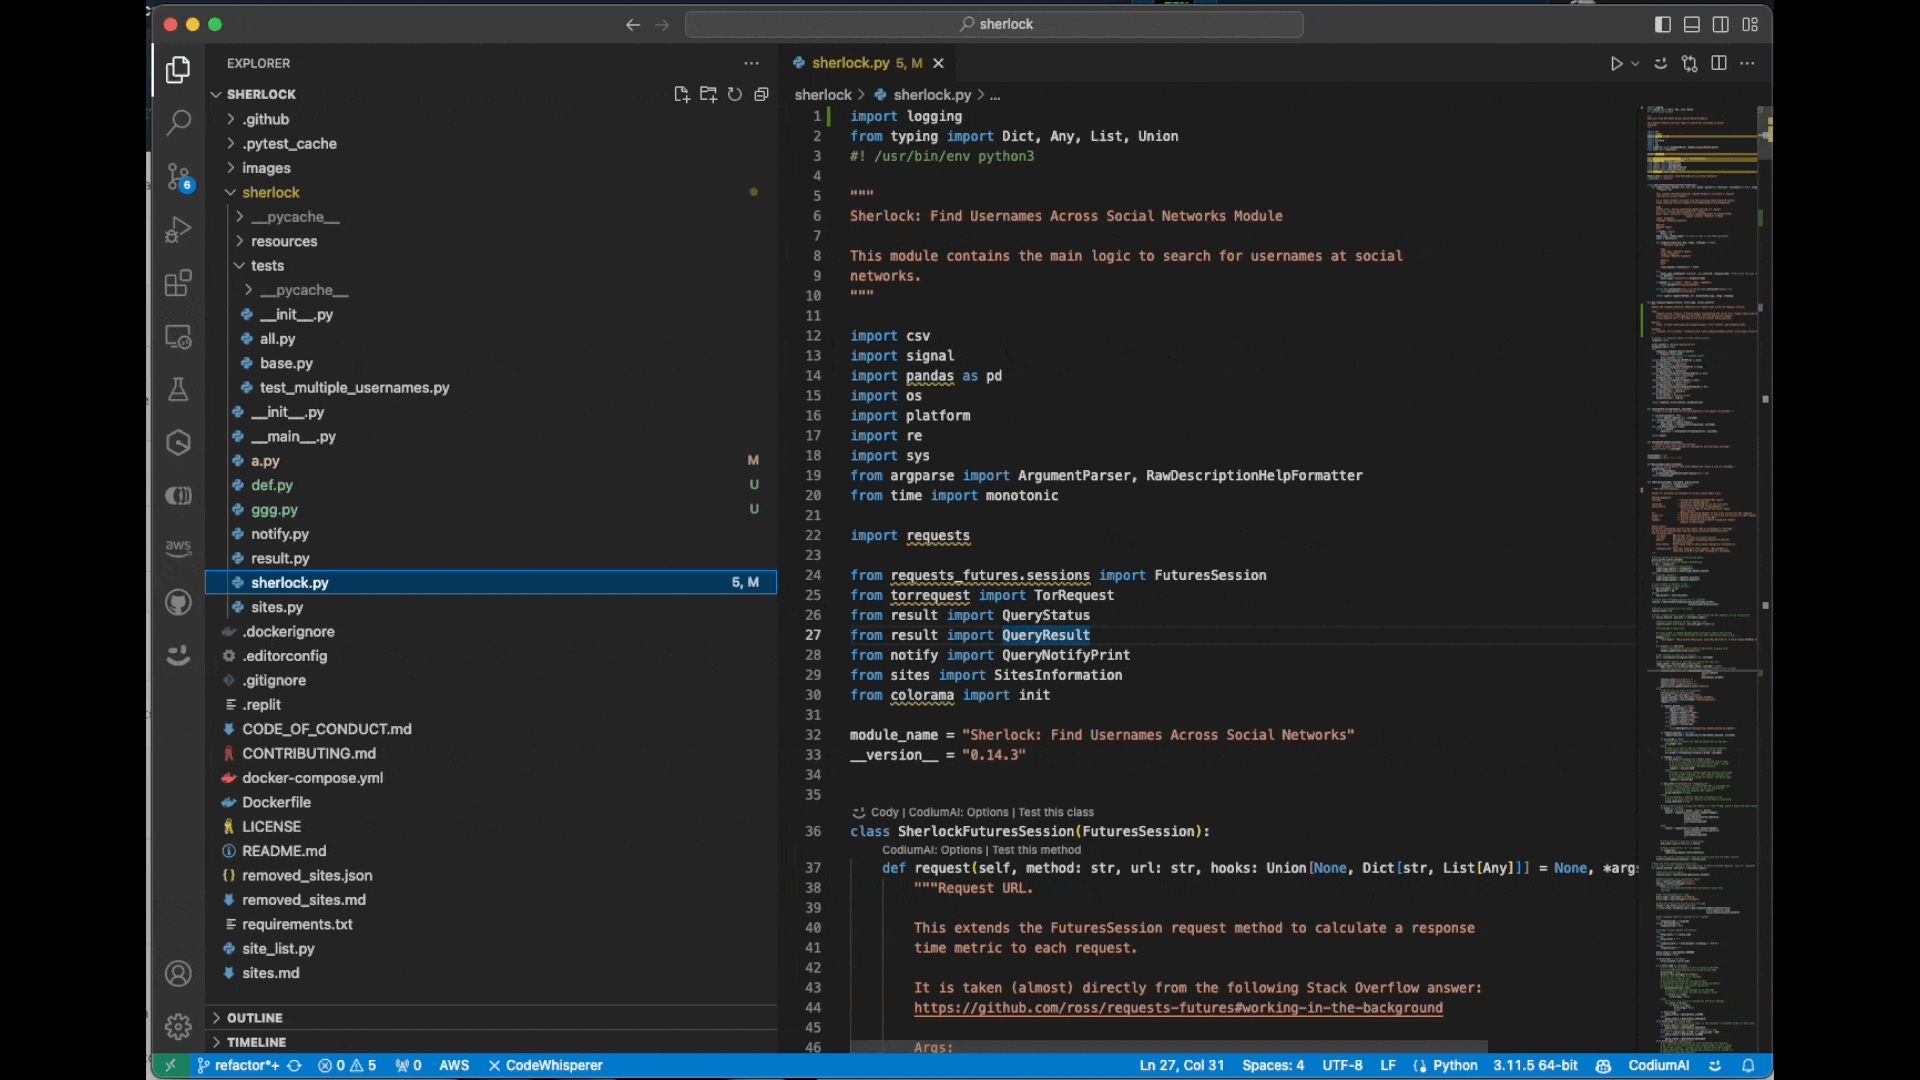 sherlock
EXPLORER
SHERLOCK
.github
.pytest_cache
images
sherlock
__pycache__
resources
tests
__pycache__
__init__.py
all.py
base.py
test_multiple_usernames.py
__init__.py
__main__.py
a.py M
def.py U
ggg.py U
notify.py
result.py
sherlock.py 5, M
sites.py
.dockerignore
.editorconfig
.gitignore
.replit
CODE_OF_CONDUCT.md
CONTRIBUTING.md
docker-compose.yml
Dockerfile
LICENSE
README.md
removed_sites.json
removed_sites.md
requirements.txt
site_list.py
sites.md
OUTLINE
TIMELINE
6
aws
sherlock.py 5, M
sherlock > sherlock.py > ...
1 import logging
2 from typing import Dict, Any, List, Union
3 #! /usr/bin/env python3
4
5 """
6 Sherlock: Find Usernames Across Social Networks Module
7
8 This module contains the main logic to search for usernames at social
9 networks.
10 """
11
12 import csv
13 import signal
14 import pandas as pd
15 import os
16 import platform
17 import re
18 import sys
19 from argparse import ArgumentParser, RawDescriptionHelpFormatter
20 from time import monotonic
21
22 import requests
23
24 from requests_futures.sessions import FuturesSession
25 from torrequest import TorRequest
26 from result import QueryStatus
27 from result import QueryResult
28 from notify import QueryNotifyPrint
29 from sites import SitesInformation
30 from colorama import init
31
32 module_name = "Sherlock: Find Usernames Across Social Networks"
33 __version__ = "0.14.3"
34
35
Cody | CodiumAI: Options | Test this class
36 class SherlockFuturesSession(FuturesSession):
CodiumAI: Options | Test this method
37 def request(self, method: str, url: str, hooks: Union[None, Dict[str, List[Any]]] = None, *args
38 """Request URL.
39
40 This extends the FuturesSession request method to calculate a response
41 time metric to each request.
42
43 It is taken (almost) directly from the following Stack Overflow answer:
44 https://github.com/ross/requests-futures#working-in-the-background
45
46 Args:
refactor*+ 0 5 0 AWS CodeWhisperer Ln 27, Col 31 Spaces: 4 UTF-8 LF Python 3.11.5 64-bit CodiumAI